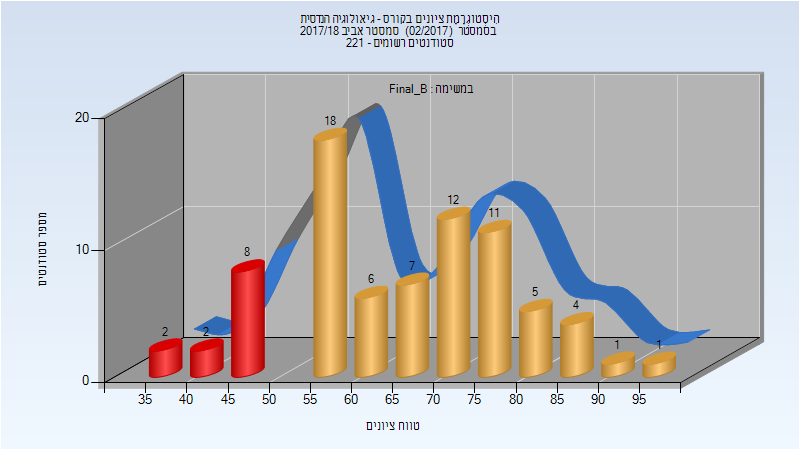 היסטוגרמת ציונים בקורס - גיאולוגיה הנדסית
בסמסטר (02/2017) סמסטר אביב 2017/18
סטודנטים רשומים - 221
במשימה : Final_B
מספר סטודנטים
20
10
0
2
2
8
18
6
7
12
11
5
4
1
1
35 40 45 50 55 60 65 70 75 80 85 90 95
טווח ציונים